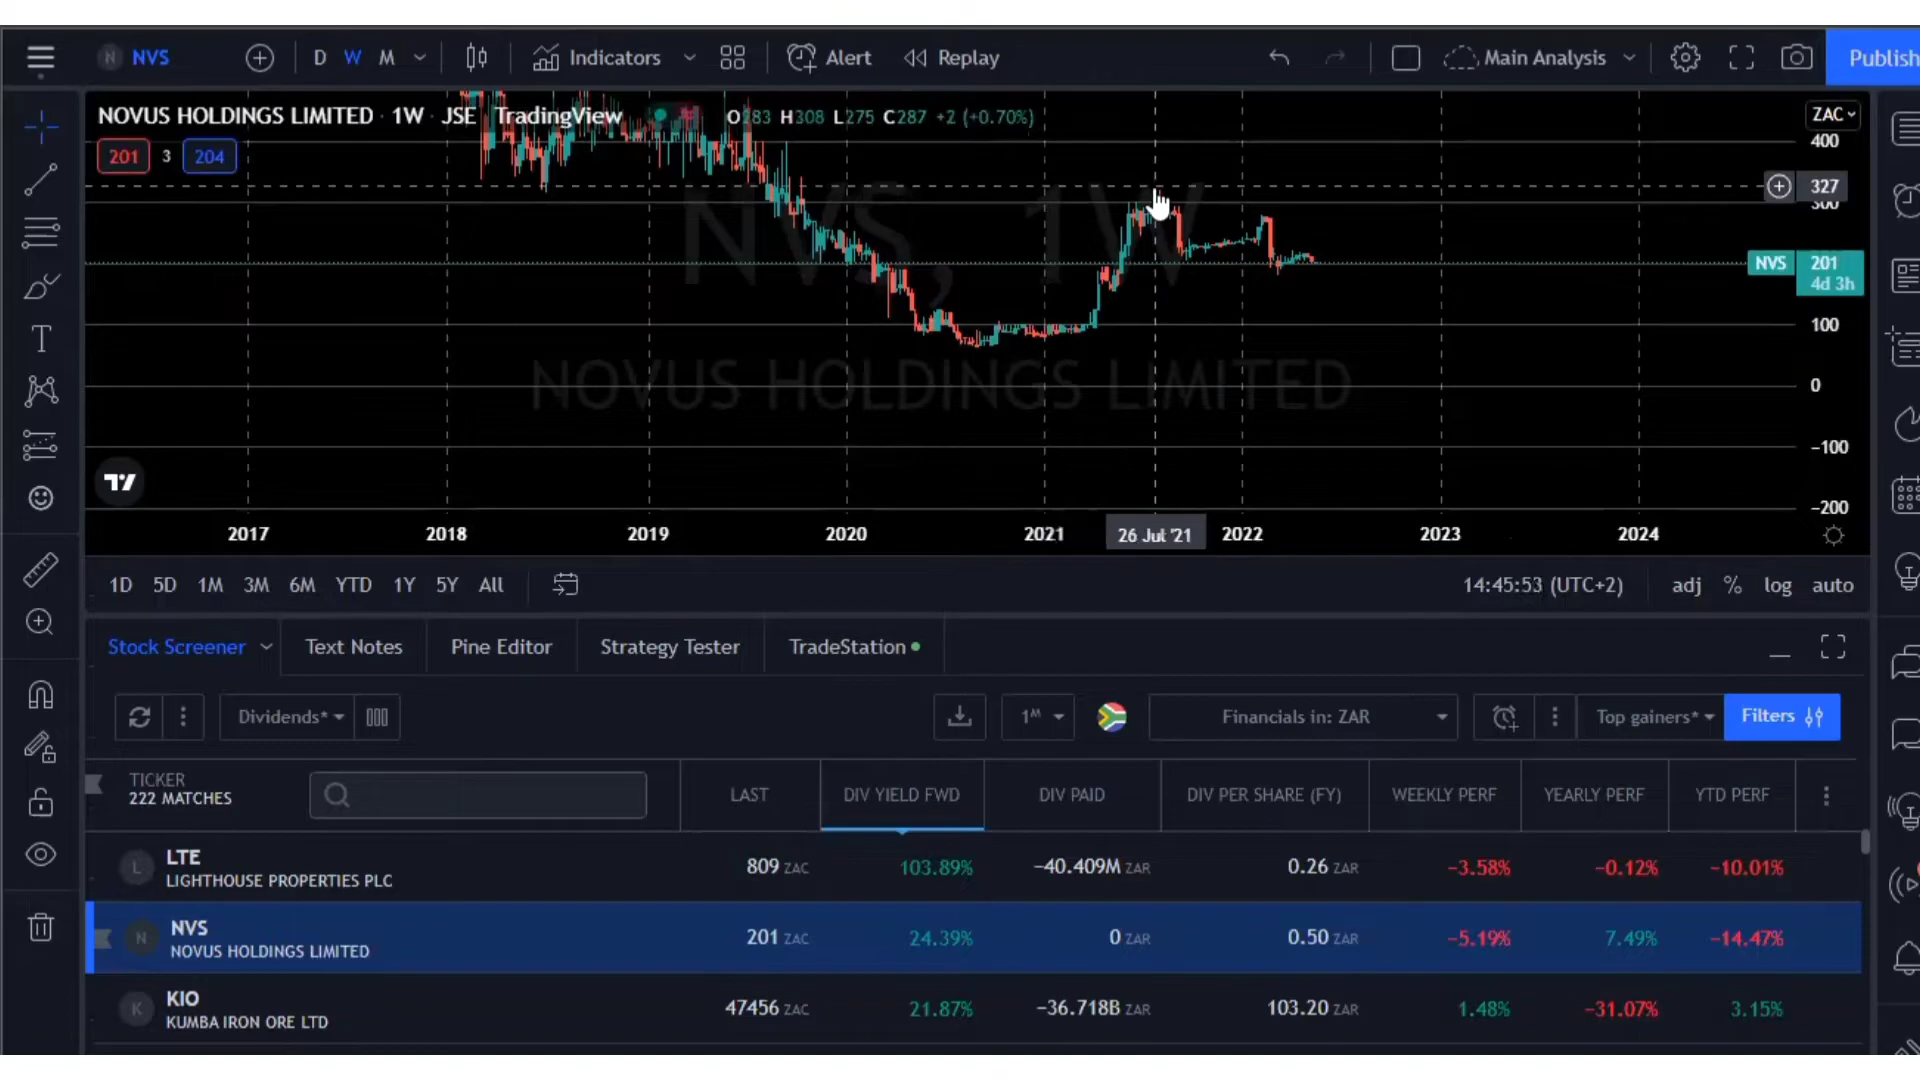 N NVS D W M Indicators Alert Replay Main Analysis Publish
NOVUS HOLDINGS LIMITED · 1W · JSE TradingView O283 H308 L275 C287 +2 (+0.70%) ZAC
201 3 204
400
327
300
NVS 201
4d 3h
100
0
−100
−200
NVS, 1W
NOVUS HOLDINGS LIMITED
2017 2018 2019 2020 2021 26 Jul '21 2022 2023 2024
1D 5D 1M 3M 6M YTD 1Y 5Y All 14:45:53 (UTC+2) adj % log auto
Stock Screener Text Notes Pine Editor Strategy Tester TradeStation
Dividends* 1M Financials in: ZAR Top gainers* Filters
TICKER
222 MATCHES
LAST DIV YIELD FWD DIV PAID DIV PER SHARE (FY) WEEKLY PERF YEARLY PERF YTD PERF
L LTE
LIGHTHOUSE PROPERTIES PLC
809 ZAC 103.89% −40.409M ZAR 0.26 ZAR −3.58% −0.12% −10.01%
N NVS
NOVUS HOLDINGS LIMITED
201 ZAC 24.39% 0 ZAR 0.50 ZAR −5.19% 7.49% −14.47%
K KIO
KUMBA IRON ORE LTD
47456 ZAC 21.87% −36.718B ZAR 103.20 ZAR 1.48% −31.07% 3.15%